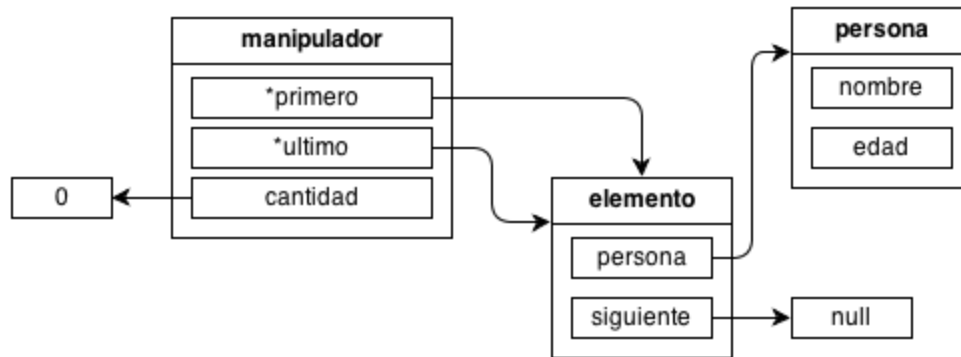 manipulador
*primero
*ultimo
cantidad
0
elemento
persona
siguiente
null
persona
nombre
edad